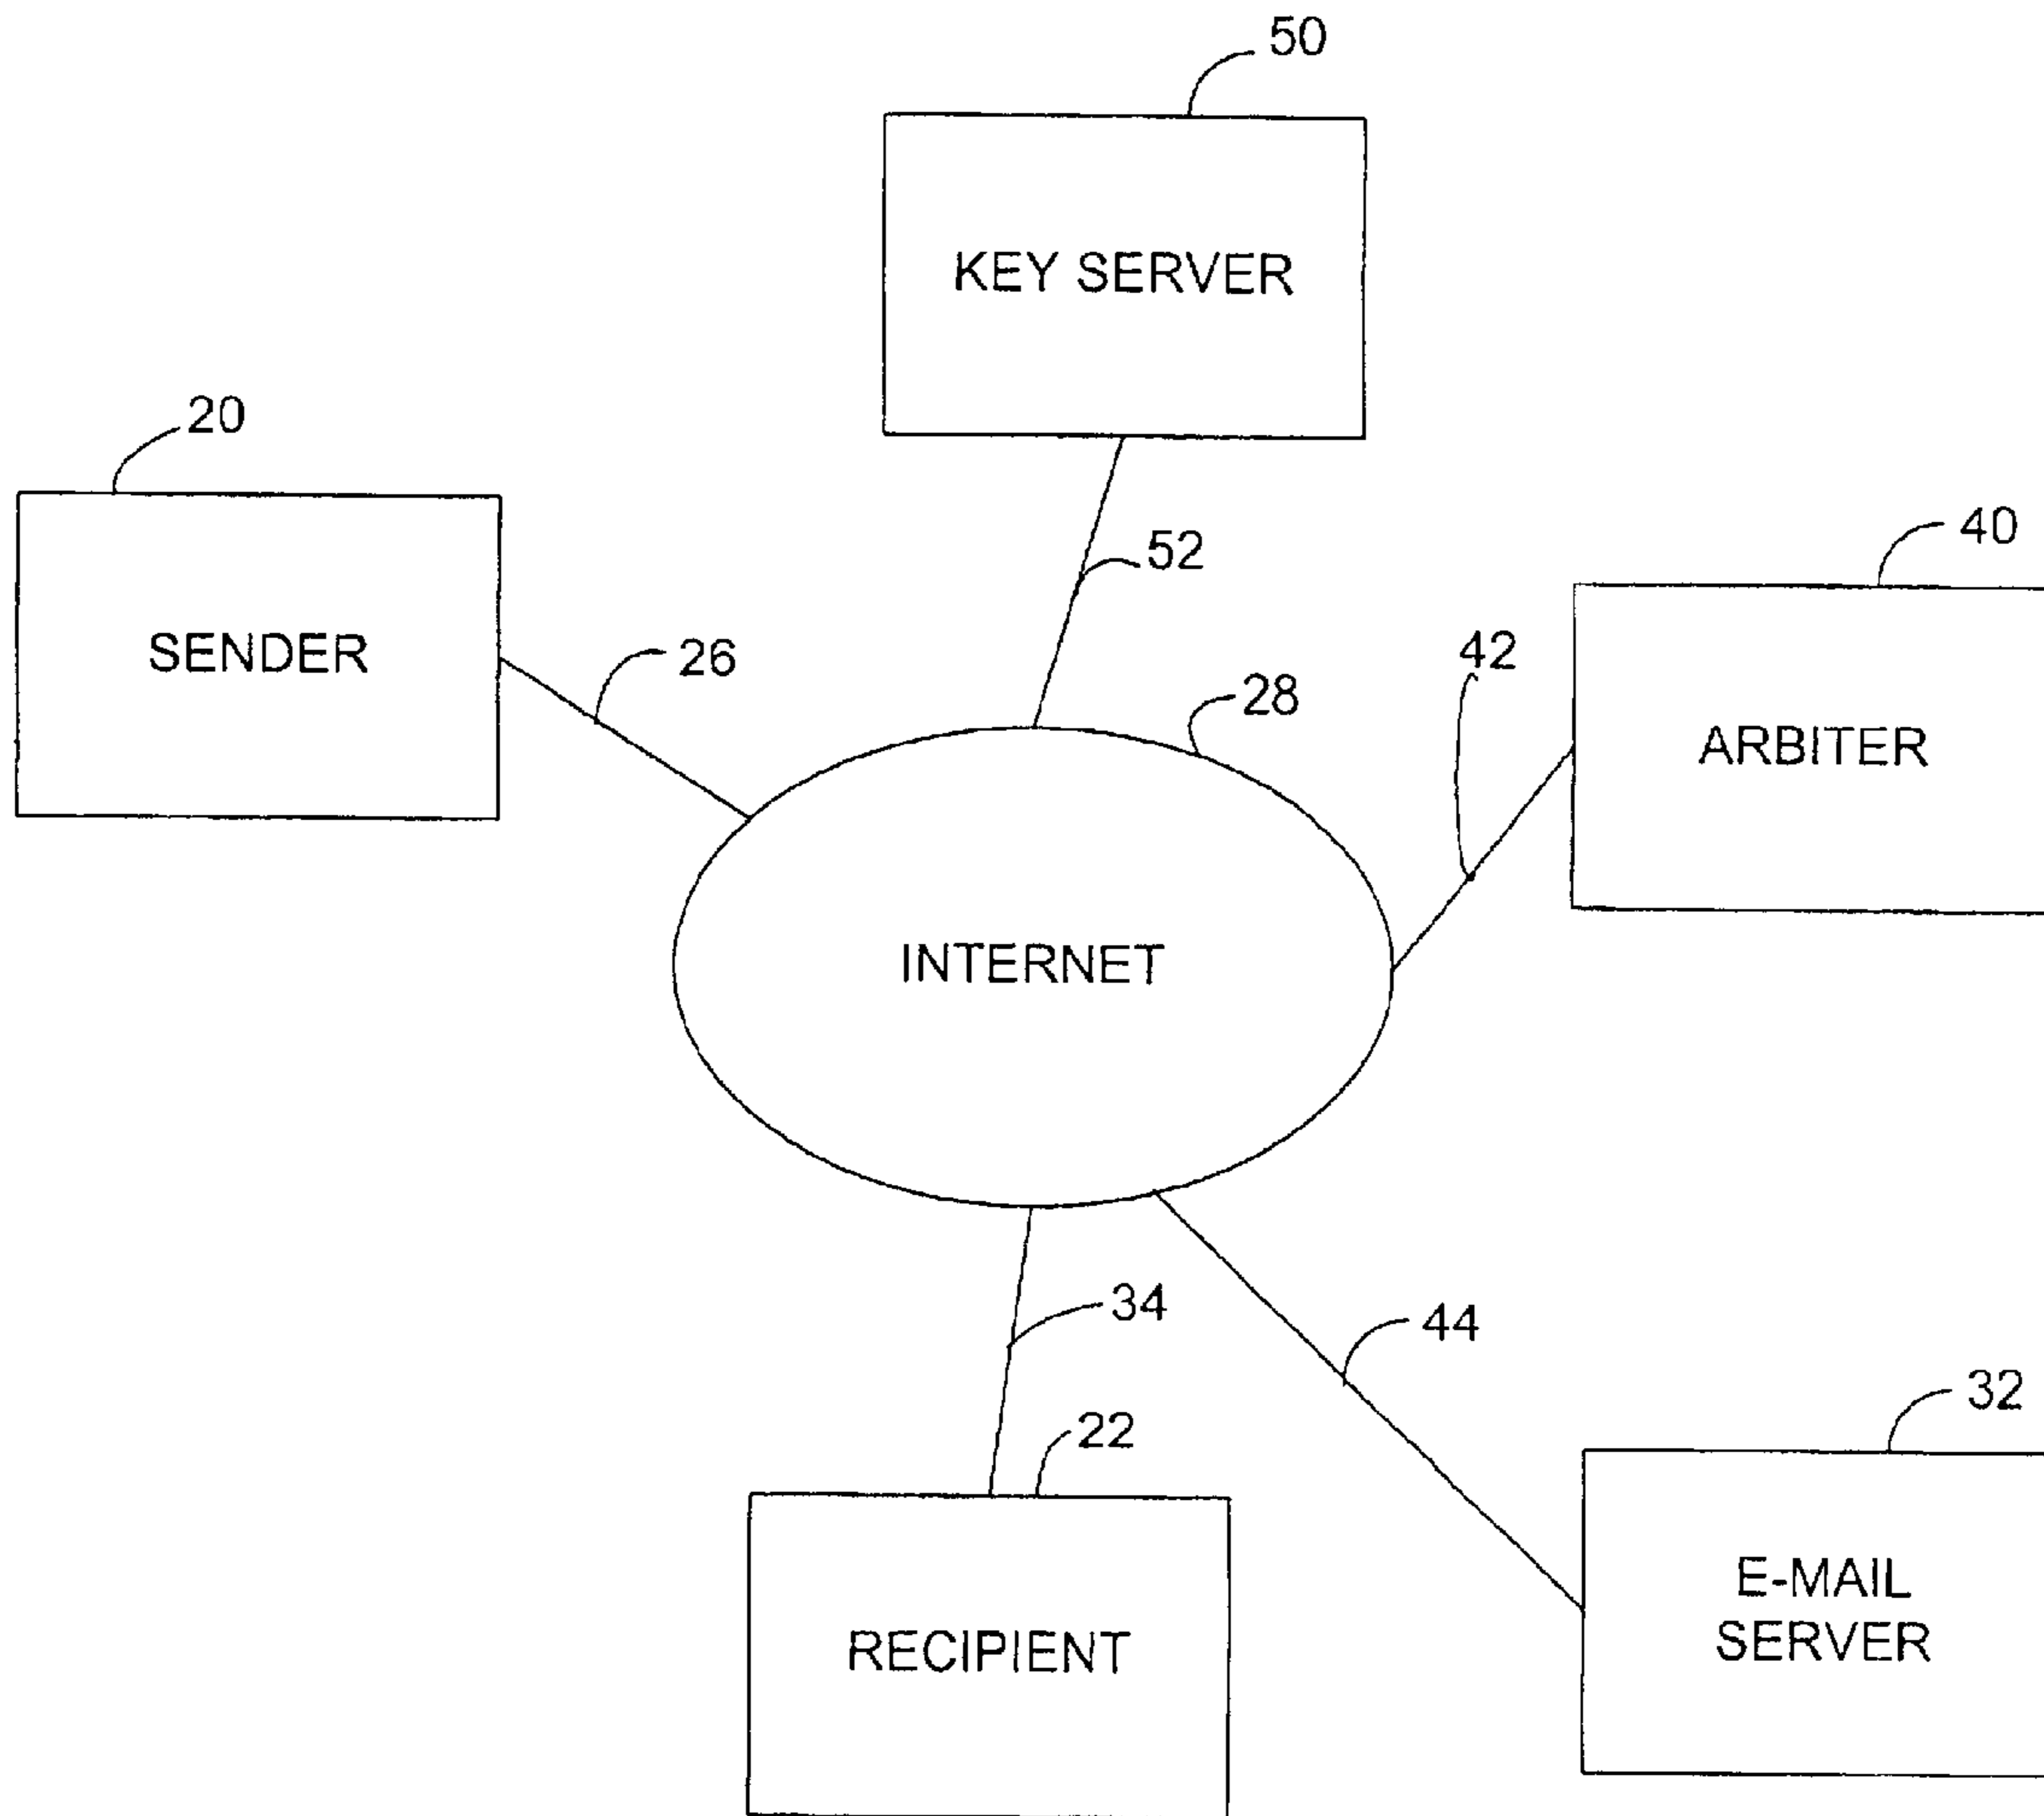 50
KEY SERVER
20
40
52
SENDER
26
42
28
ARBITER
INTERNET
34
44
32
22
E-MAIL
SERVER
RECIPIENT